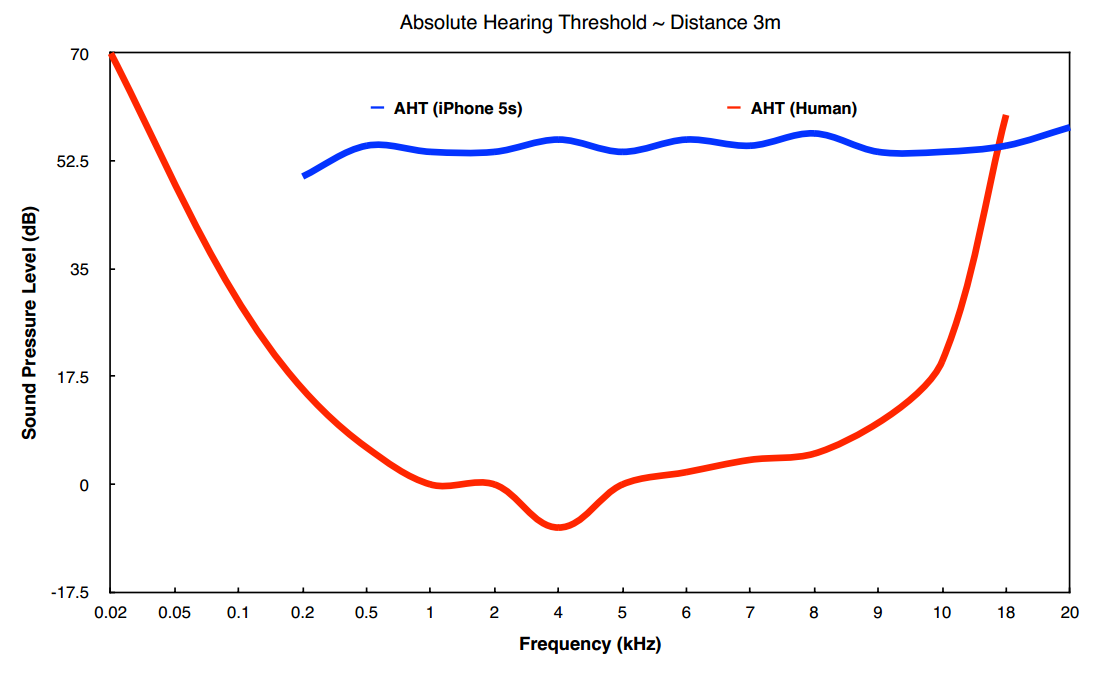 Absolute Hearing Threshold ~ Distance 3m
70
AHT (iPhone 5s) AHT (Human)
52.5
35
17.5
0
-17.5
Sound Pressure Level (dB)
0.02 0.05 0.1 0.2 0.5 1 2 4 5 6 7 8 9 10 18 20
Frequency (kHz)